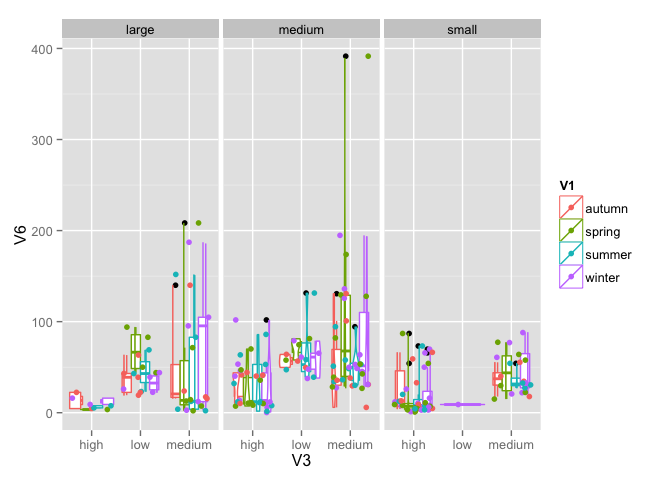 large medium small
400
300
200
100
0
V6
high low medium high low medium high low medium
V3
V1
autumn
spring
summer
winter